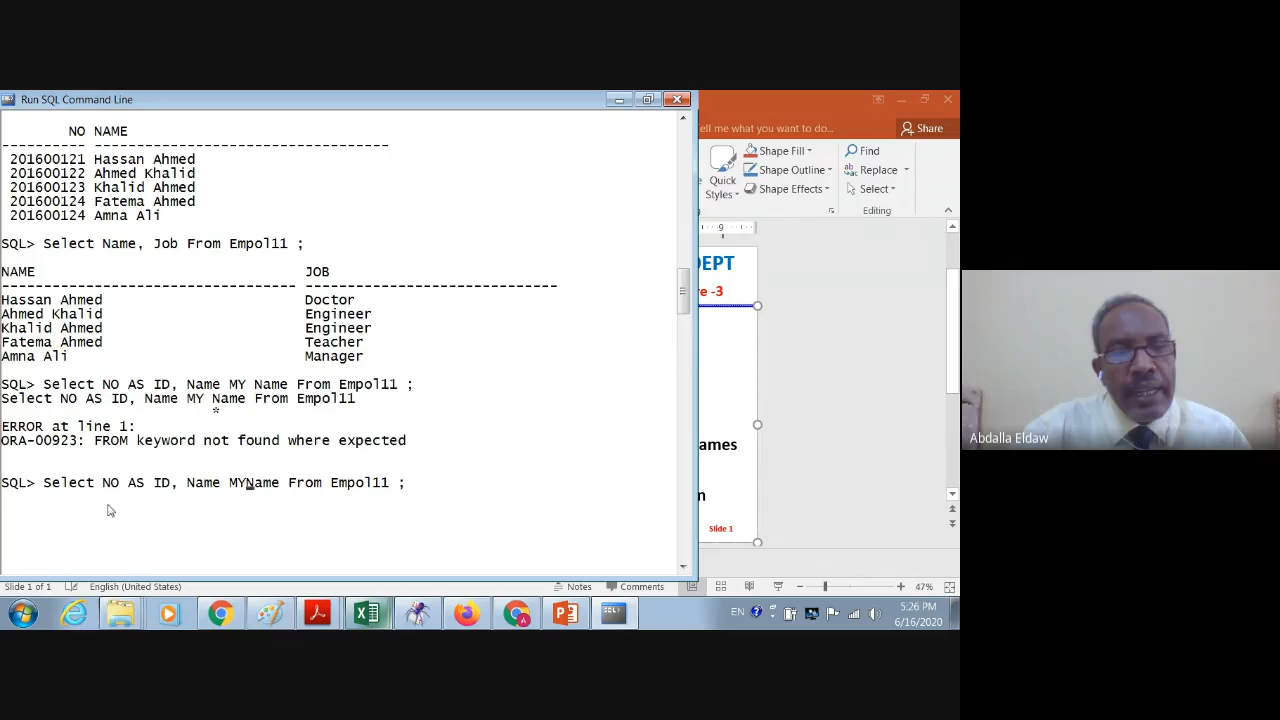 Run SQL Command Line
NO NAME
---------- -----------------------------------
201600121 Hassan Ahmed
201600122 Ahmed Khalid
201600123 Khalid Ahmed
201600124 Fatema Ahmed
201600124 Amna Ali
SQL> Select Name, Job From Empol11 ;
NAME JOB
----------------------------------- ------------------------------
Hassan Ahmed Doctor
Ahmed Khalid Engineer
Khalid Ahmed Engineer
Fatema Ahmed Teacher
Amna Ali Manager
SQL> Select NO AS ID, Name MY Name From Empol11 ;
Select NO AS ID, Name MY Name From Empol11
*
ERROR at line 1:
ORA-00923: FROM keyword not found where expected
SQL> Select NO AS ID, Name MYName From Empol11 ;
ell me what you want to do...
Share
Shape Fill
Shape Outline
Shape Effects
Quick
Styles
Find
Replace
Select
Editing
9
DEPT
re -3
ames
n
Slide 1
Slide 1 of 1
English (United States)
Notes
Comments
47%
EN
5:26 PM
6/16/2020
Abdalla Eldaw